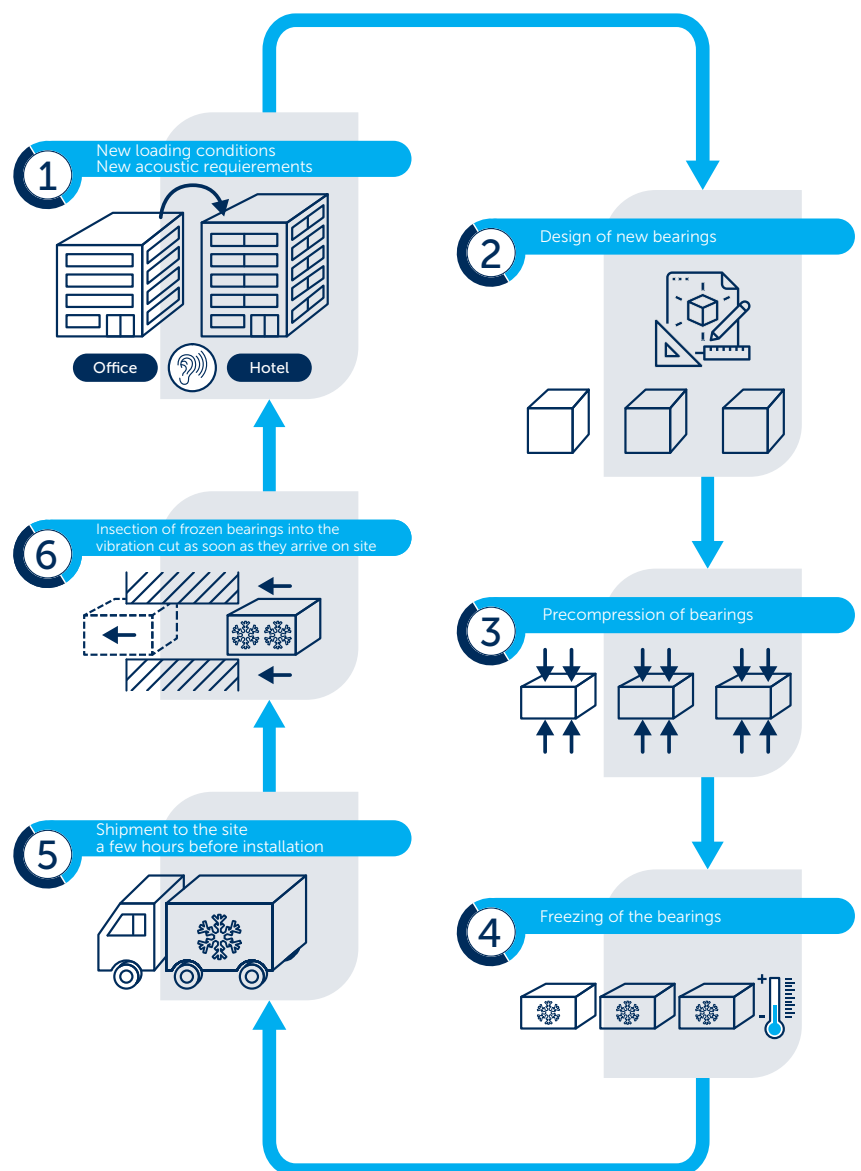 1
New loading conditions
New acoustic requierements
Office
Hotel
2
Design of new bearings
3
Precompression of bearings
4
Freezing of the bearings
+
-
5
Shipment to the site
a few hours before installation
6
Insection of frozen bearings into the
vibration cut as soon as they arrive on site